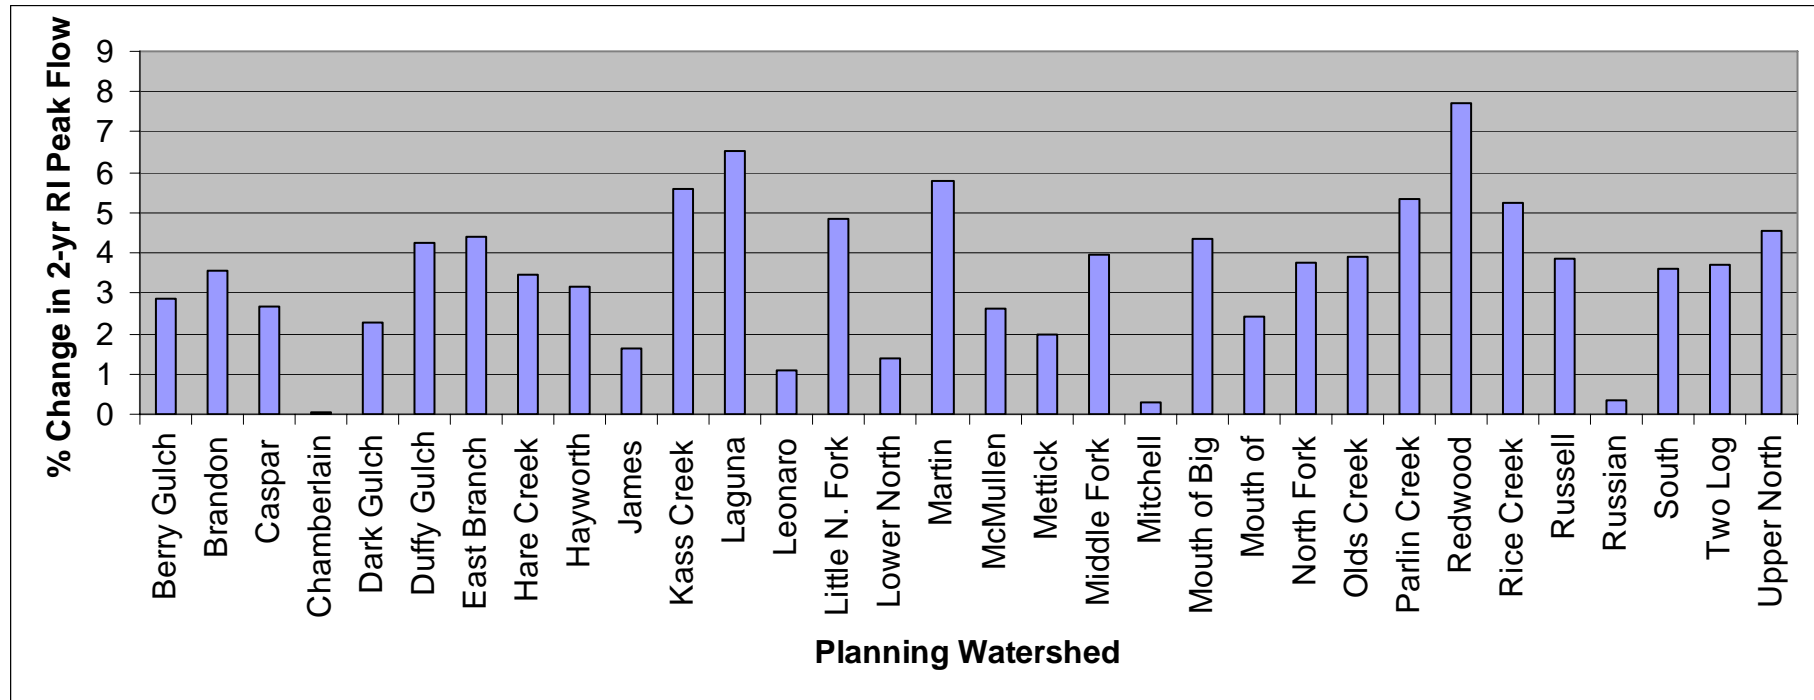 % Change in 2-yr RI Peak Flow
9
8
7
6
5
4
3
2
1
0
Berry Gulch
Brandon
Caspar
Chamberlain
Dark Gulch
Duffy Gulch
East Branch
Hare Creek
Hayworth
James
Kass Creek
Laguna
Leonaro
Little N. Fork
Lower North
Martin
McMullen
Mettick
Middle Fork
Mitchell
Mouth of Big
Mouth of
North Fork
Olds Creek
Parlin Creek
Redwood
Rice Creek
Russell
Russian
South
Two Log
Upper North
Planning Watershed